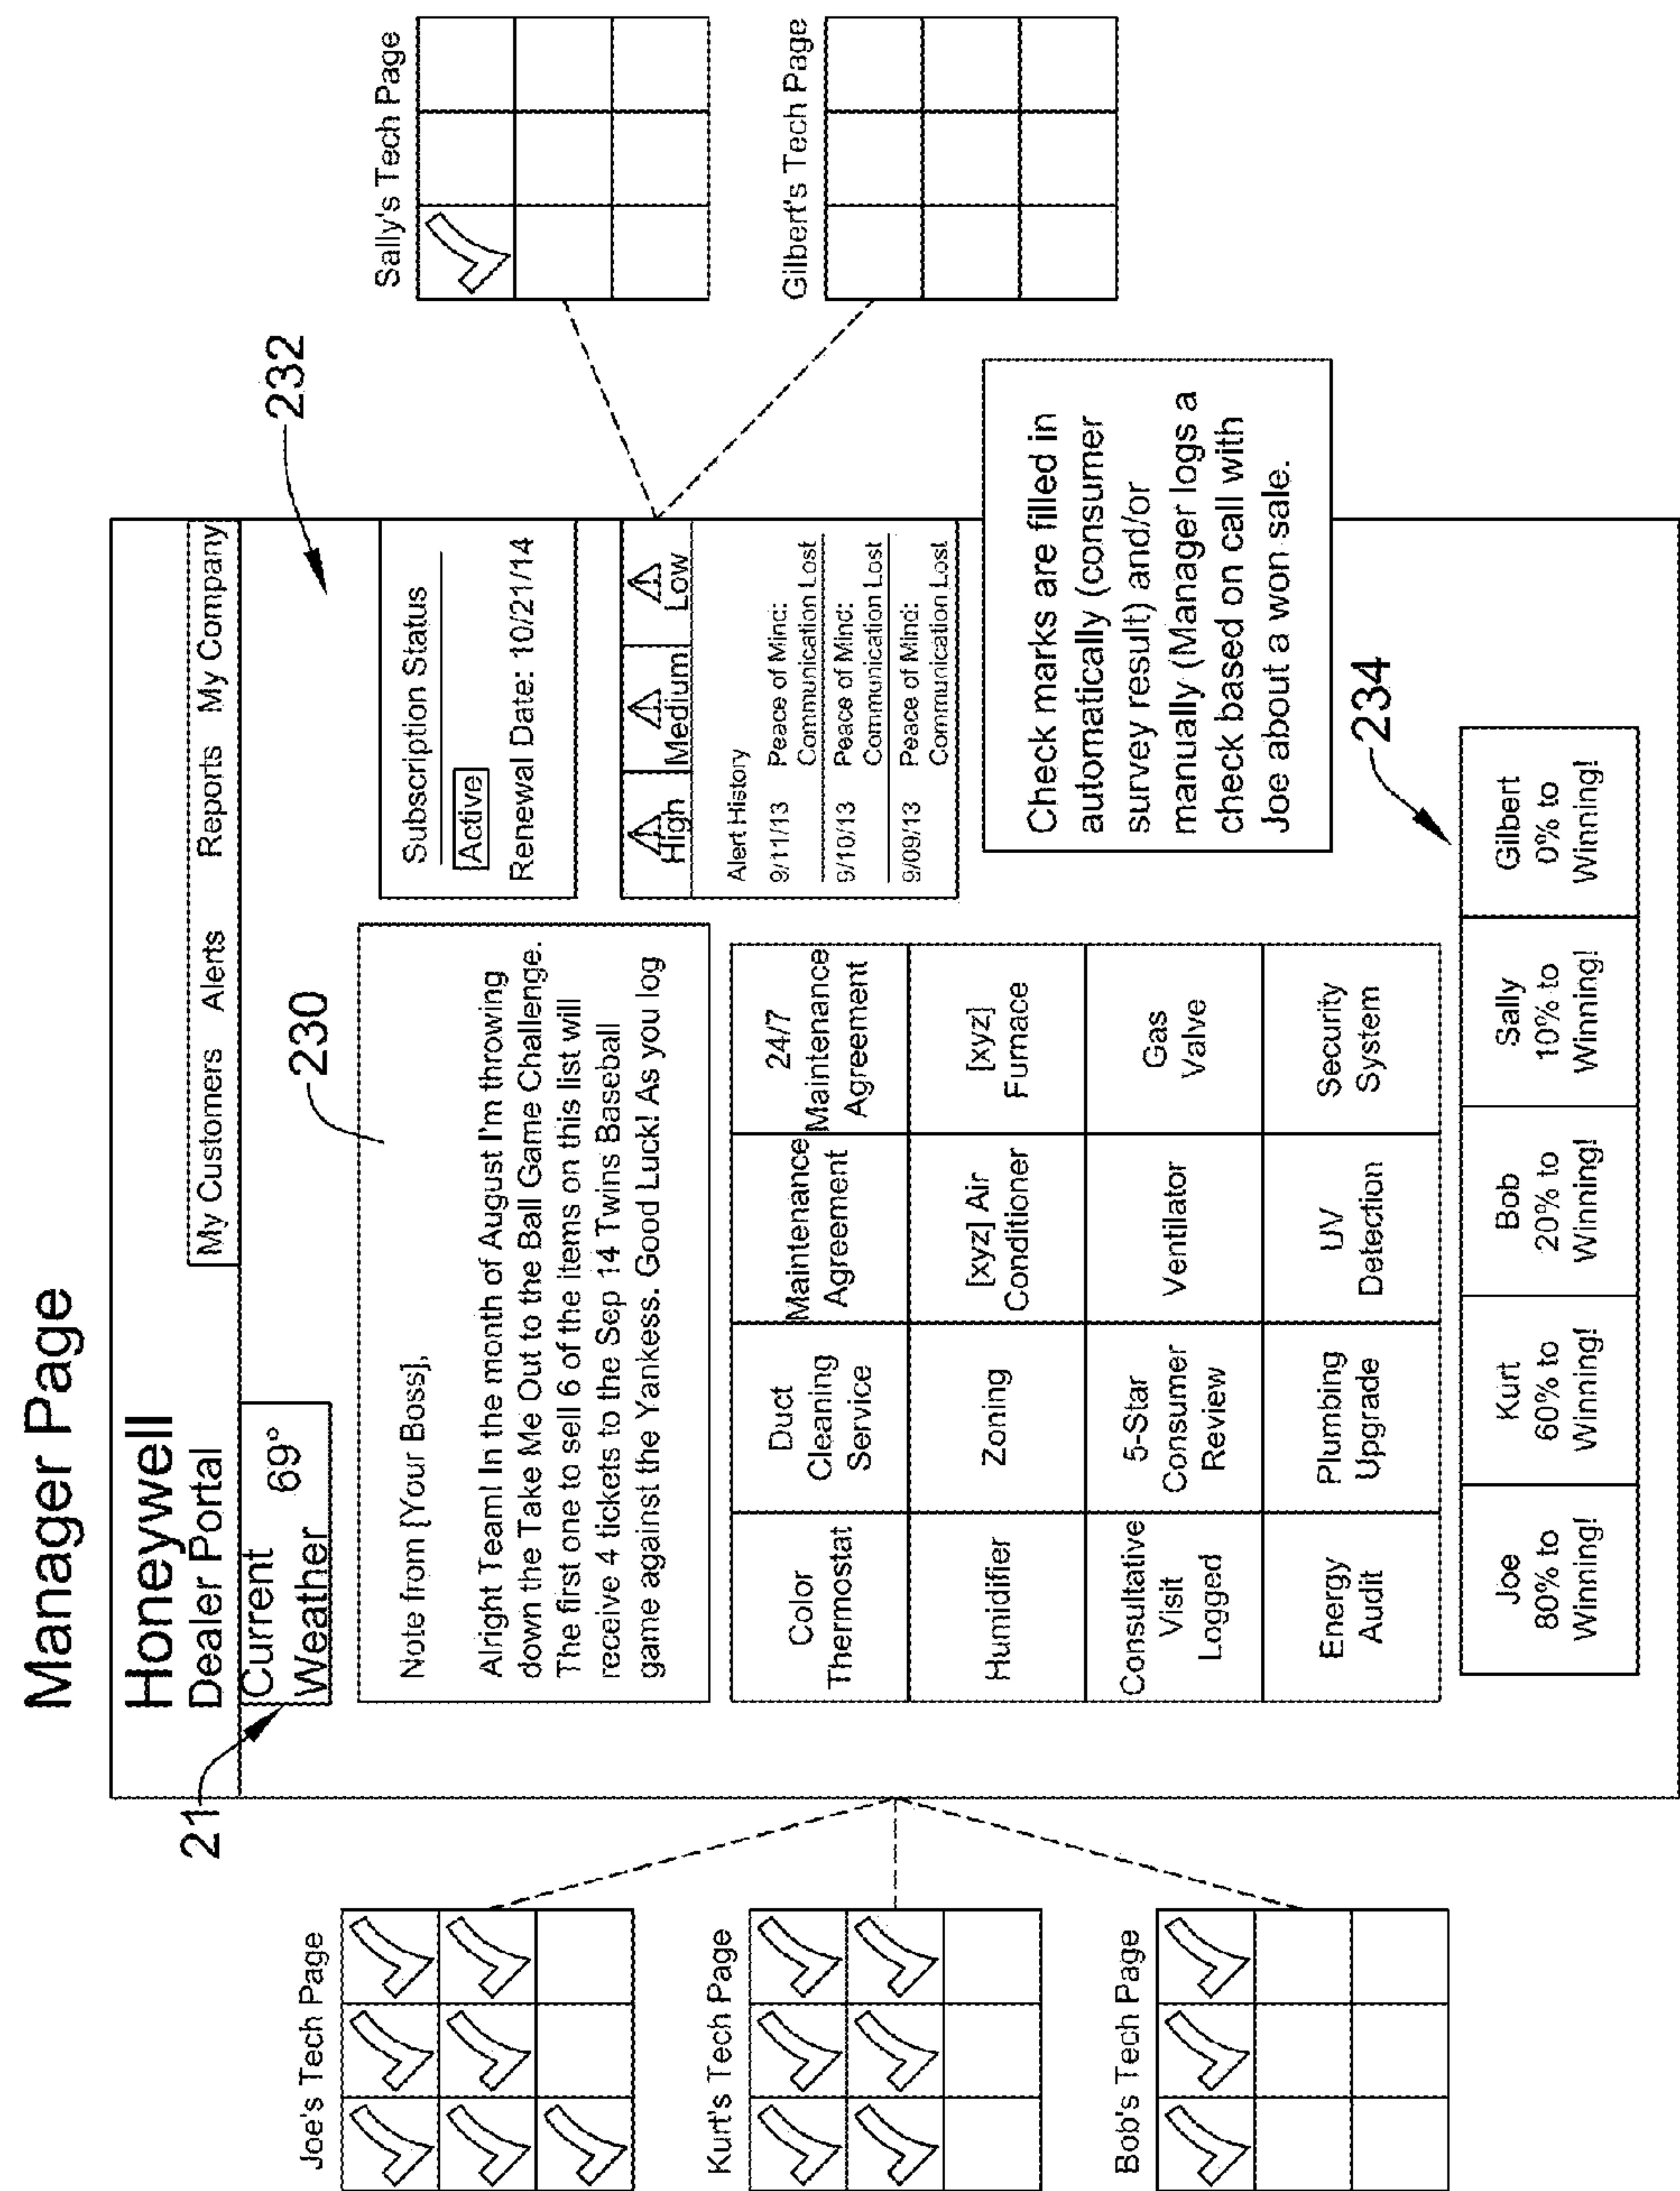 Manager Page
Honeywell
Dealer Portal
My Customers Alerts Reports My Company
Current
Weather
69°
21
230
232
Note from [Your Boss],
Alright Team! In the month of August I'm throwing
down the Take Me Out to the Ball Game Challenge.
The first one to sell 6 of the items on this list will
receive 4 tickets to the Sep 14 Twins Baseball
game against the Yankess. Good Luck! As you log
Subscription Status
Active
Renewal Date: 10/21/14
High
Medium
Low
Alert History
9/11/13 Peace of Mind:
Communication Lost
9/10/13 Peace of Mind:
Communication Lost
9/09/13 Peace of Mind:
Communication Lost
Color
Thermostat
Duct
Cleaning
Service
Maintenance
Agreement
24/7
Maintenance
Agreement
Humidifier
Zoning
[xyz] Air
Conditioner
[xyz]
Furnace
Consultative
Visit
Logged
5-Star
Consumer
Review
Ventilator
Gas
Valve
Energy
Audit
Plumbing
Upgrade
UV
Detection
Security
System
Check marks are filled in
automatically (consumer
survey result) and/or
manually (Manager logs a
check based on call with
Joe about a won sale.
234
Joe
80% to
Winning!
Kurt
60% to
Winning!
Bob
20% to
Winning!
Sally
10% to
Winning!
Gilbert
0% to
Winning!
Joe's Tech Page
Kurt's Tech Page
Bob's Tech Page
Sally's Tech Page
Gilbert's Tech Page